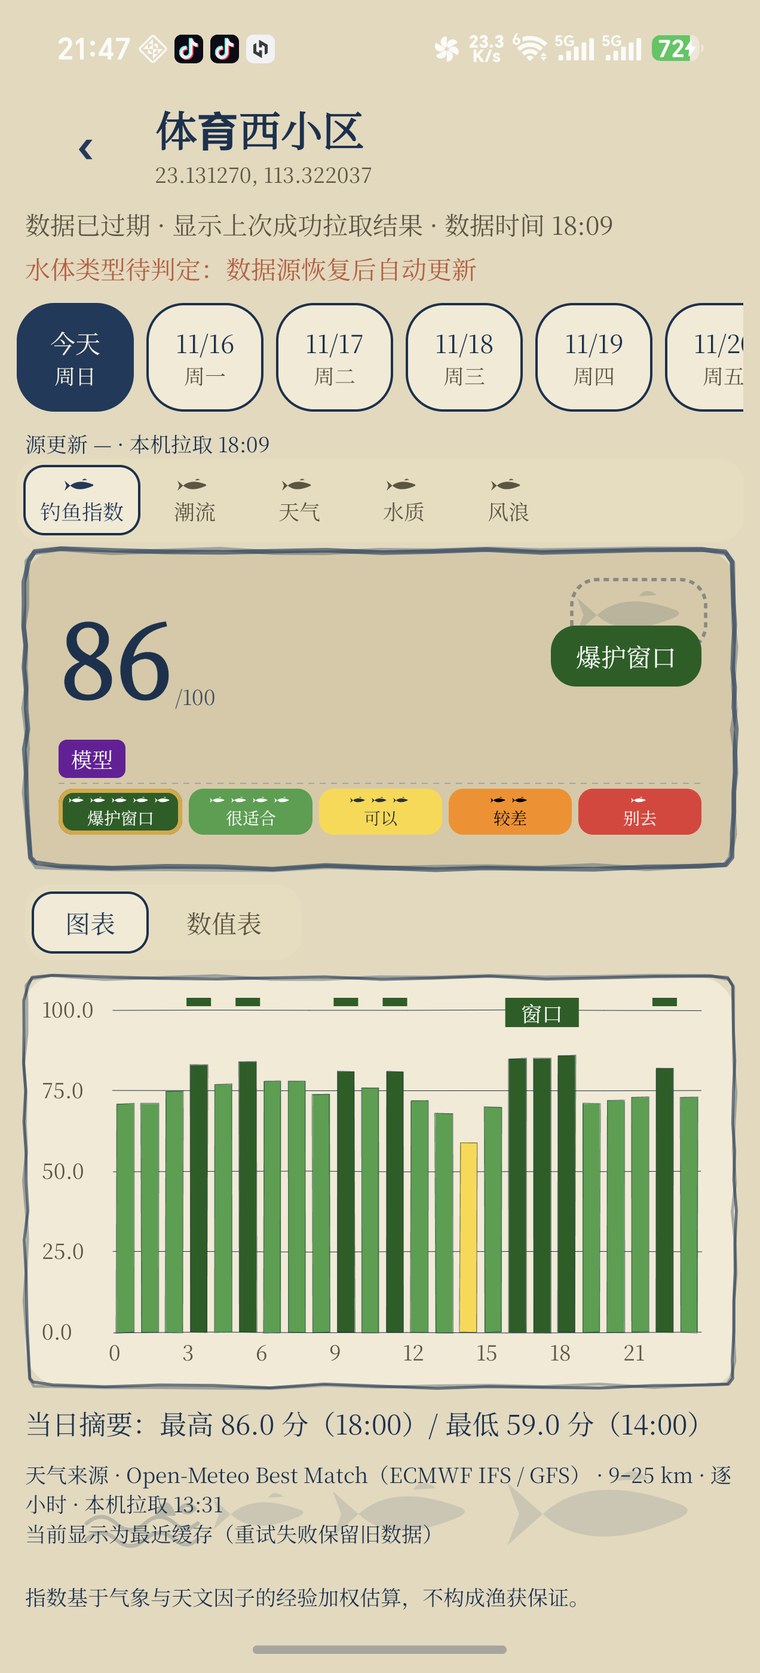 21:47
23.3 K/s
6
5G
5G
72
‹
体育西小区
23.131270, 113.322037
数据已过期 · 显示上次成功拉取结果 · 数据时间 18:09
水体类型待判定：数据源恢复后自动更新
今天 11/16 11/17 11/18 11/19 11/20
周日 周一 周二 周三 周四 周五
源更新 — · 本机拉取 18:09
钓鱼指数 潮流 天气 水质 风浪
86/100
爆护窗口
模型
爆护窗口 很适合 可以 较差 别去
图表 数值表
100.0
窗口
75.0
50.0
25.0
0.0
0 3 6 9 12 15 18 21
当日摘要：最高 86.0 分（18:00）/ 最低 59.0 分（14:00）
天气来源 · Open-Meteo Best Match（ECMWF IFS / GFS） · 9–25 km · 逐
小时 · 本机拉取 13:31
当前显示为最近缓存（重试失败保留旧数据）
指数基于气象与天文因子的经验加权估算，不构成渔获保证。